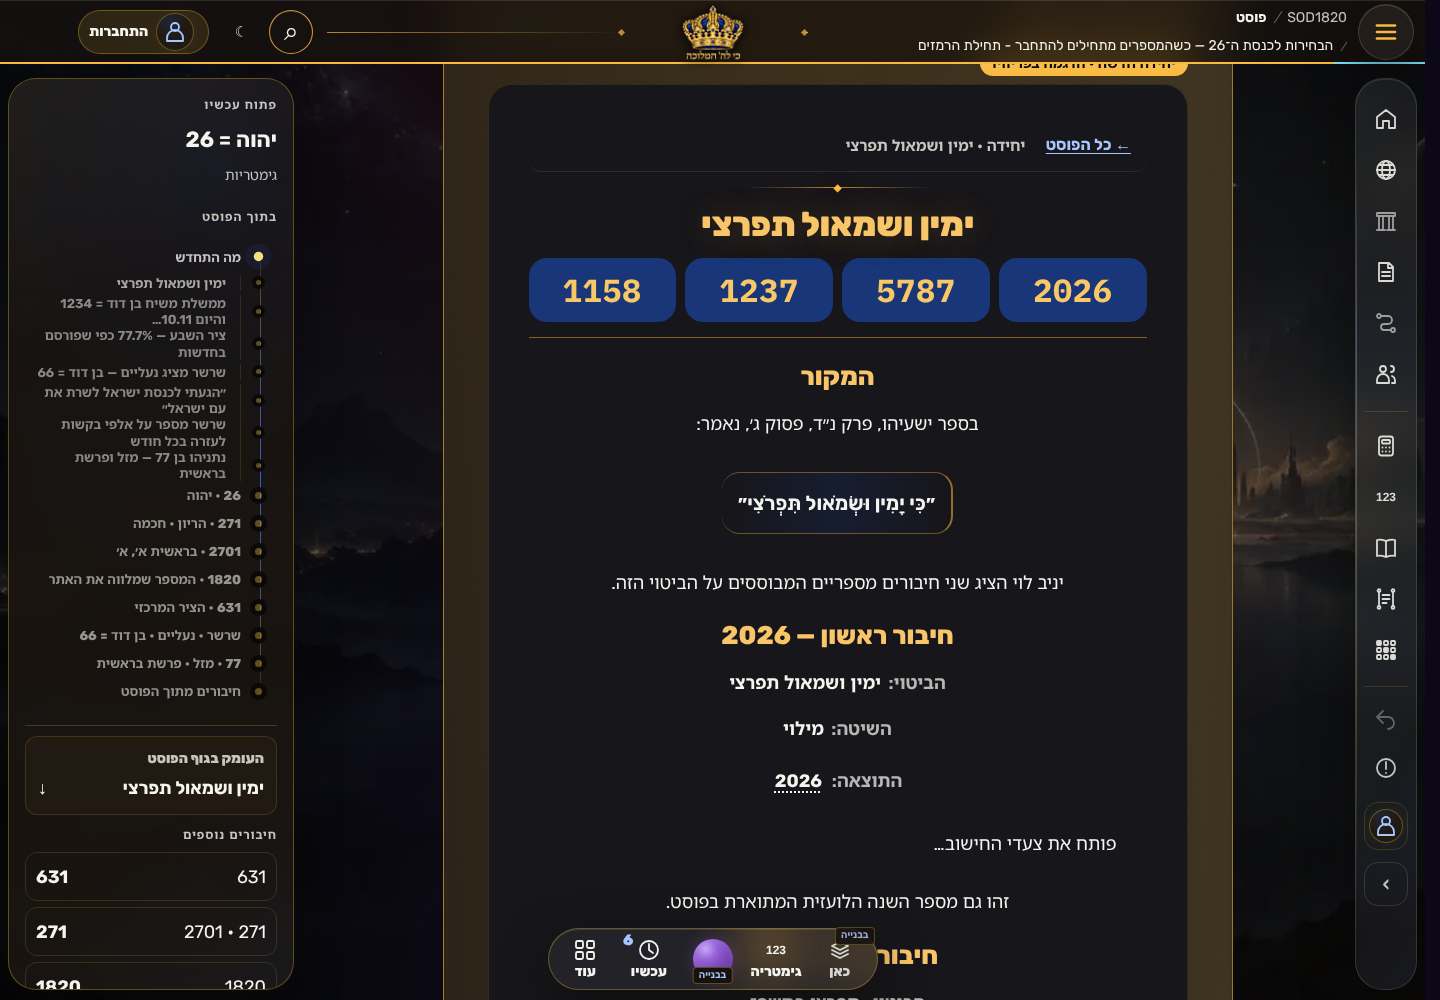 SOD1820 / פוסט
/ הבחירות לכנסת ה־26 — כשהמספרים מתחילים להתחבר - תחילת הרמזים
כי לה' המלוכה
התחברות
יחידה • ימין ושמאול תפרצי
← כל הפוסט
ימין ושמאול תפרצי
2026
5787
1237
1158
המקור
בספר ישעיהו, פרק נ״ד, פסוק ג׳, נאמר:
״כִּי יָמִין וּשְׂמֹאול תִּפְרֹצִי״
יניב לוי הציג שני חיבורים מספריים המבוססים על הביטוי הזה.
חיבור ראשון — 2026
הביטוי: ימין ושמאול תפרצי
השיטה: מילוי
התוצאה: 2026
פותח את צעדי החישוב...
זהו גם מספר השנה הלועזית המתוארת בפוסט.
חיבור
פתוח עכשיו
יהוה = 26
גימטריות
בתוך הפוסט
מה התחדש
ימין ושמאול תפרצי
ממשלת משיח בן דוד = 1234
והיום 10.11...
ציר השבע — 77.7% כפי שפורסם
בחדשות
שרשר מציג נעליים — בן דוד = 66
״הגעתי לכנסת ישראל לשרת את
עם ישראל״
שרשר מספר על אלפי בקשות
לעזרה בכל חודש
נתניהו בן 77 — מזל ופרשת
בראשית
26 • יהוה
271 • הריון • חכמה
2701 • בראשית א׳, א׳
1820 • המספר שמלווה את האתר
631 • הציר המרכזי
שרשר • נעליים • בן דוד = 66
77 • מזל • פרשת בראשית
חיבורים מתוך הפוסט
העומק בגוף הפוסט
ימין ושמאול תפרצי ↓
חיבורים נוספים
631 631
271 • 2701 271
1820 1820
123
בבנייה
כאן
123
גימטריה
בבנייה
6
עכשיו
עוד